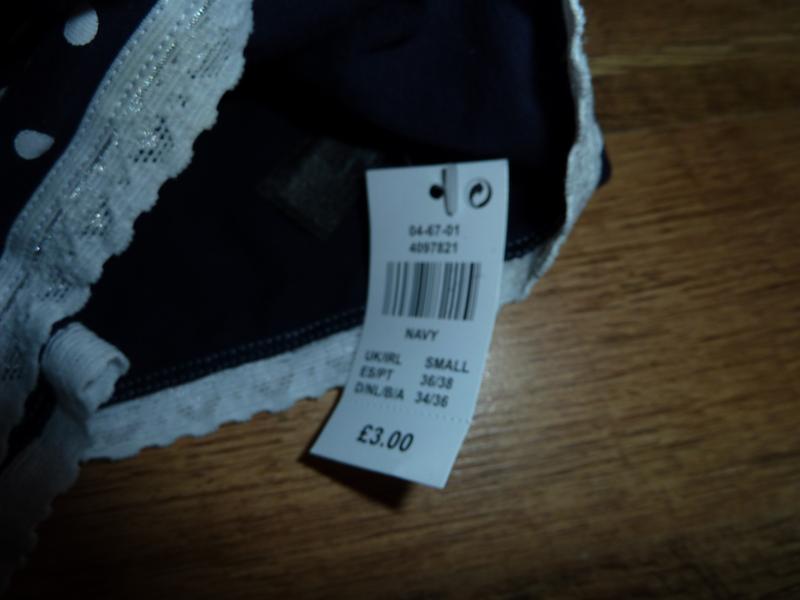 04-67-01
4097821
NAVY
UK/IRL SMALL
ES/PT 36/38
D/NL/B/A 34/36
£3.00